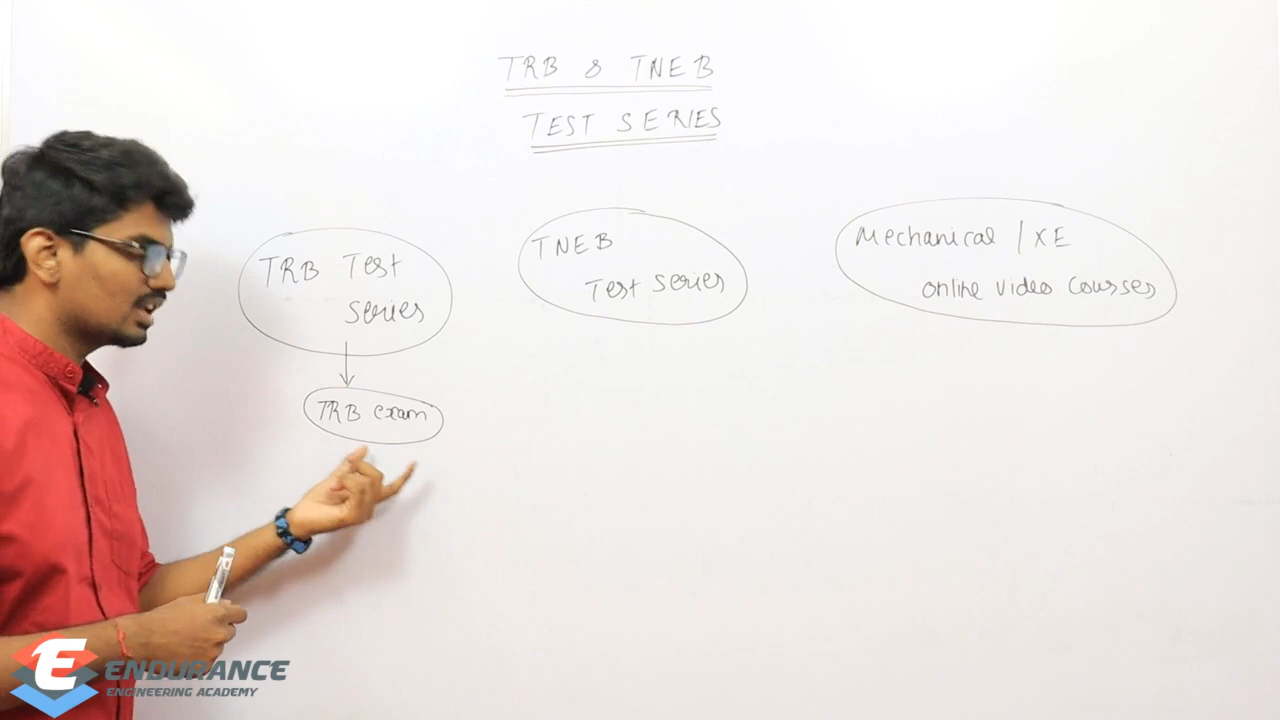 TRB & TNEB
TEST SERIES
TRB Test
Series
TNEB
Test Series
Mechanical / XE
online video courses
TRB exam
E ENDURANCE
ENGINEERING ACADEMY